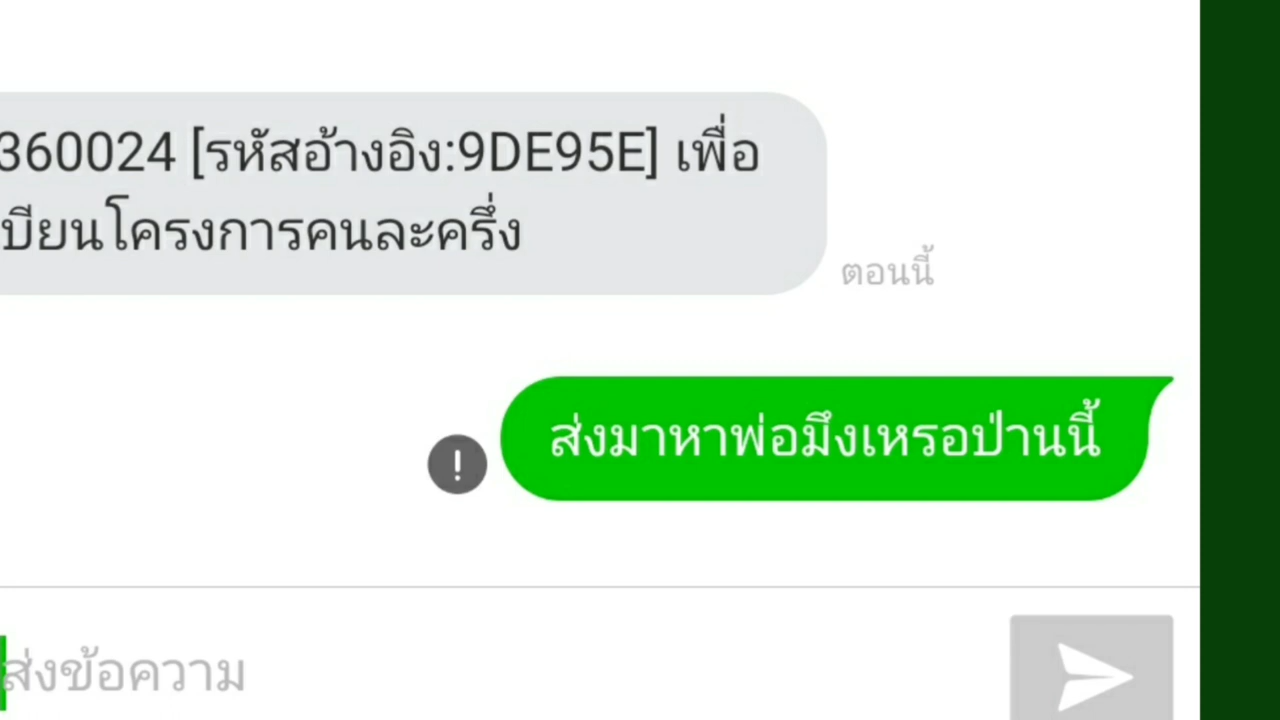 360024 [รหัสอ้างอิง:9DE95E] เพื่อ
เบียนโครงการคนละครึ่ง
ตอนนี้
ส่งมาหาพ่อมึงเหรอป่านนี้
ส่งข้อความ